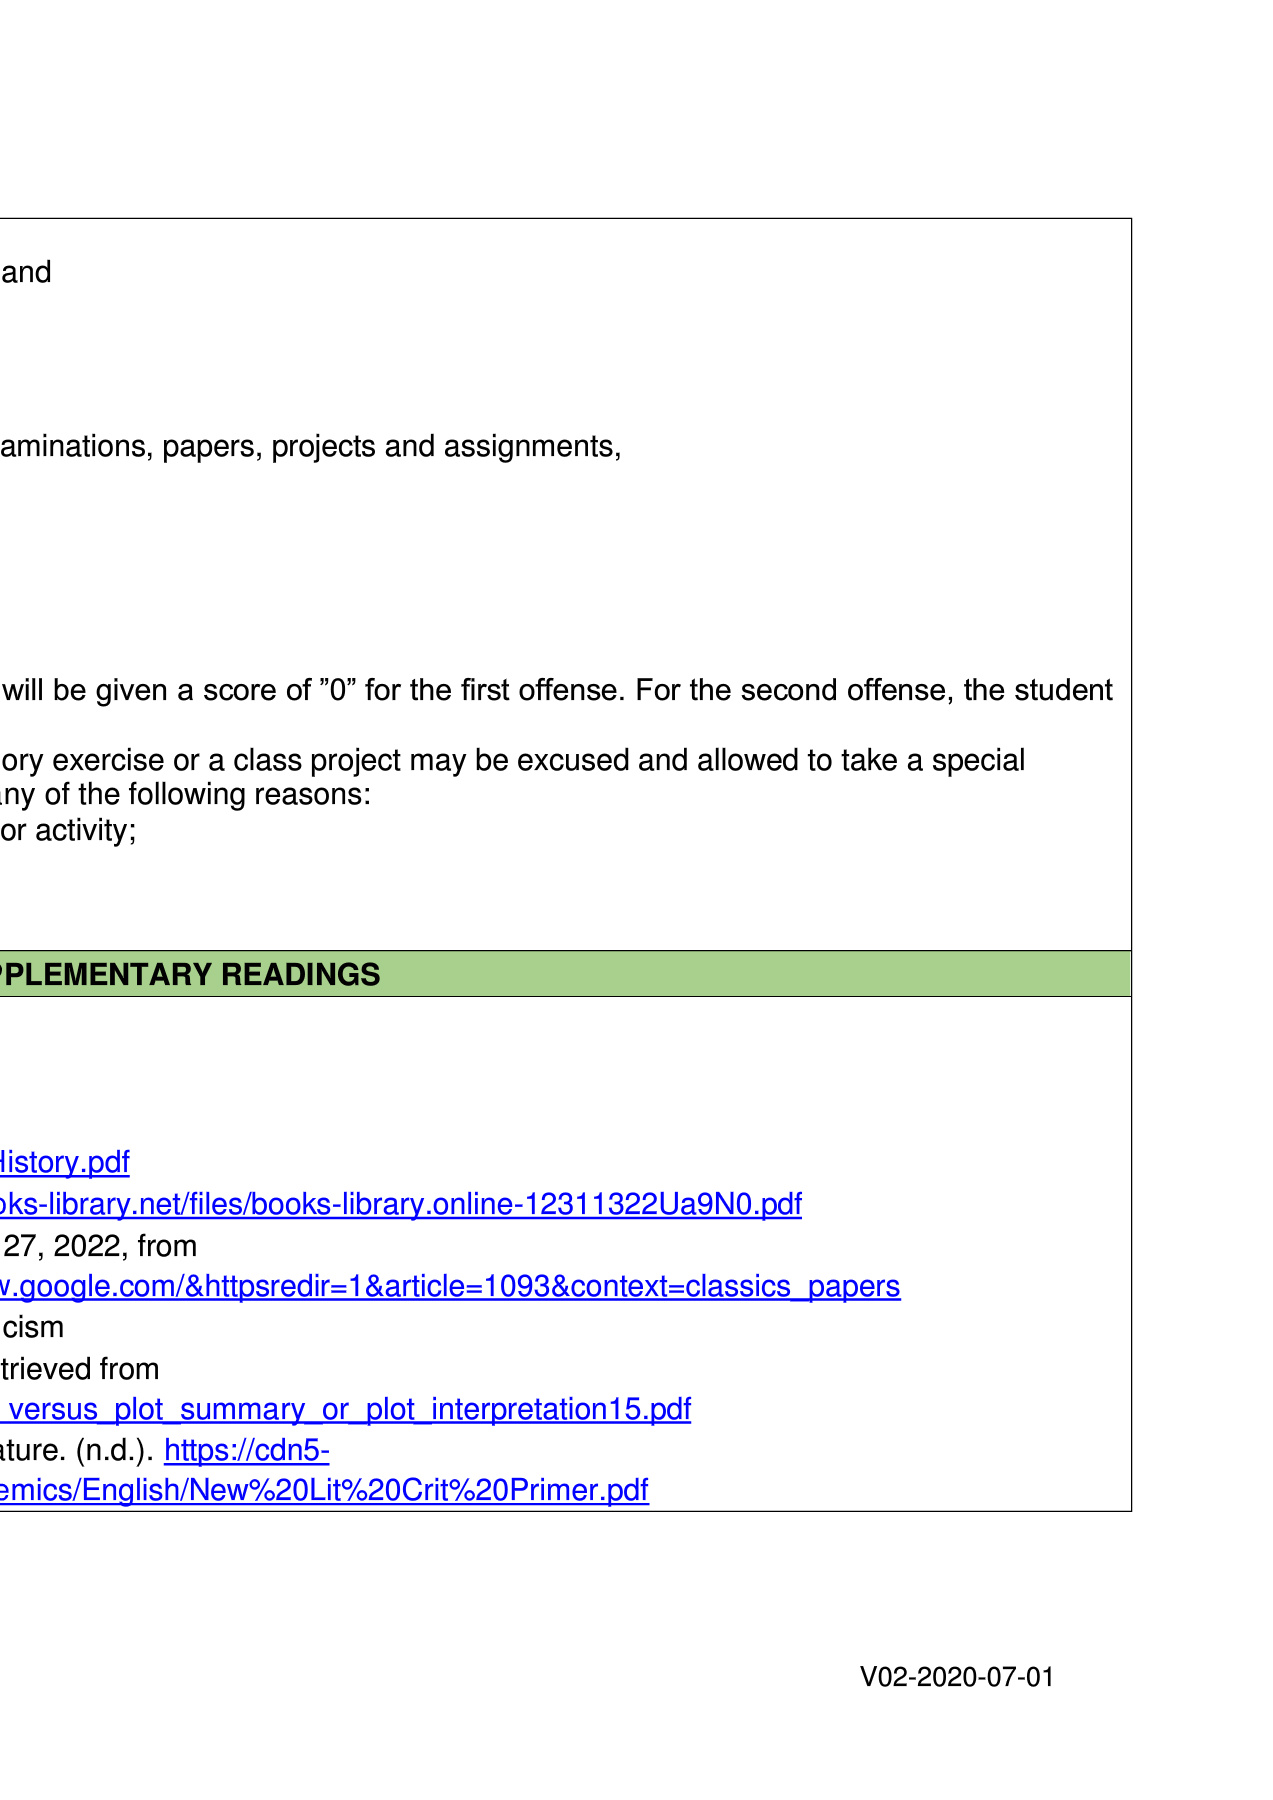 and
aminations, papers, projects and assignments,
will be given a score of ”0” for the first offense. For the second offense, the student
ory exercise or a class project may be excused and allowed to take a special
any of the following reasons:
or activity;
PPLEMENTARY READINGS
History.pdf
oks-library.net/files/books-library.online-12311322Ua9N0.pdf
27, 2022, from
w.google.com/&httpsredir=1&article=1093&context=classics_papers
cism
trieved from
_versus_plot_summary_or_plot_interpretation15.pdf
ature. (n.d.). https://cdn5-
emics/English/New%20Lit%20Crit%20Primer.pdf
V02-2020-07-01